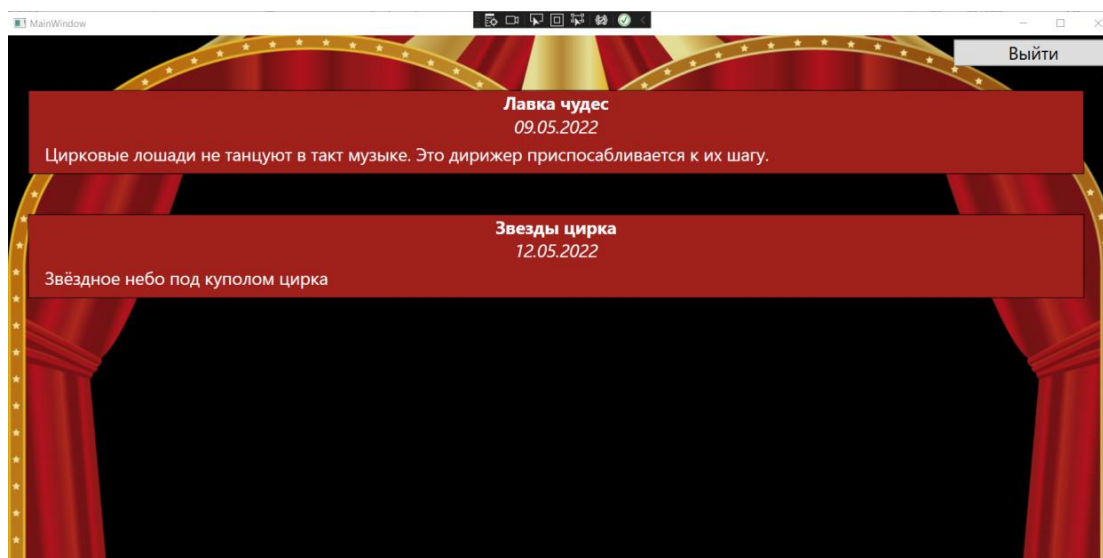 MainWindow
Выйти
Лавка чудес
09.05.2022
Цирковые лошади не танцуют в такт музыке. Это дирижер приспосабливается к их шагу.
Звезды цирка
12.05.2022
Звёздное небо под куполом цирка